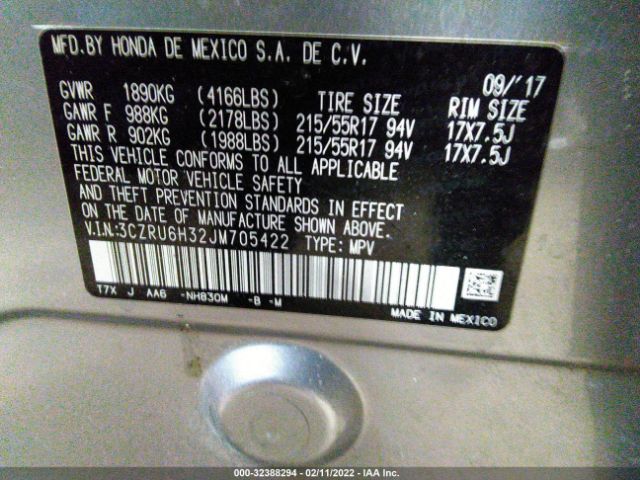 MFD.BY HONDA DE MEXICO S.A. DE C.V.
09/'17
GVWR 1890KG (4166LBS) TIRE SIZE RIM SIZE
GAWR F 988KG (2178LBS) 215/55R17 94V 17X7.5J
GAWR R 902KG (1988LBS) 215/55R17 94V 17X7.5J
THIS VEHICLE CONFORMS TO ALL APPLICABLE
FEDERAL MOTOR VEHICLE SAFETY
AND THEFT PREVENTION STANDARDS IN EFFECT
ON THE DATE OF MANUFACTURE SHOWN ABOVE.
V.I.N:3CZRU6H32JM705422 TYPE: MPV
T7X J AA6 -NH830M -B -M
MADE IN MEXICO
000-32388294 - 02/11/2022 - IAA Inc.